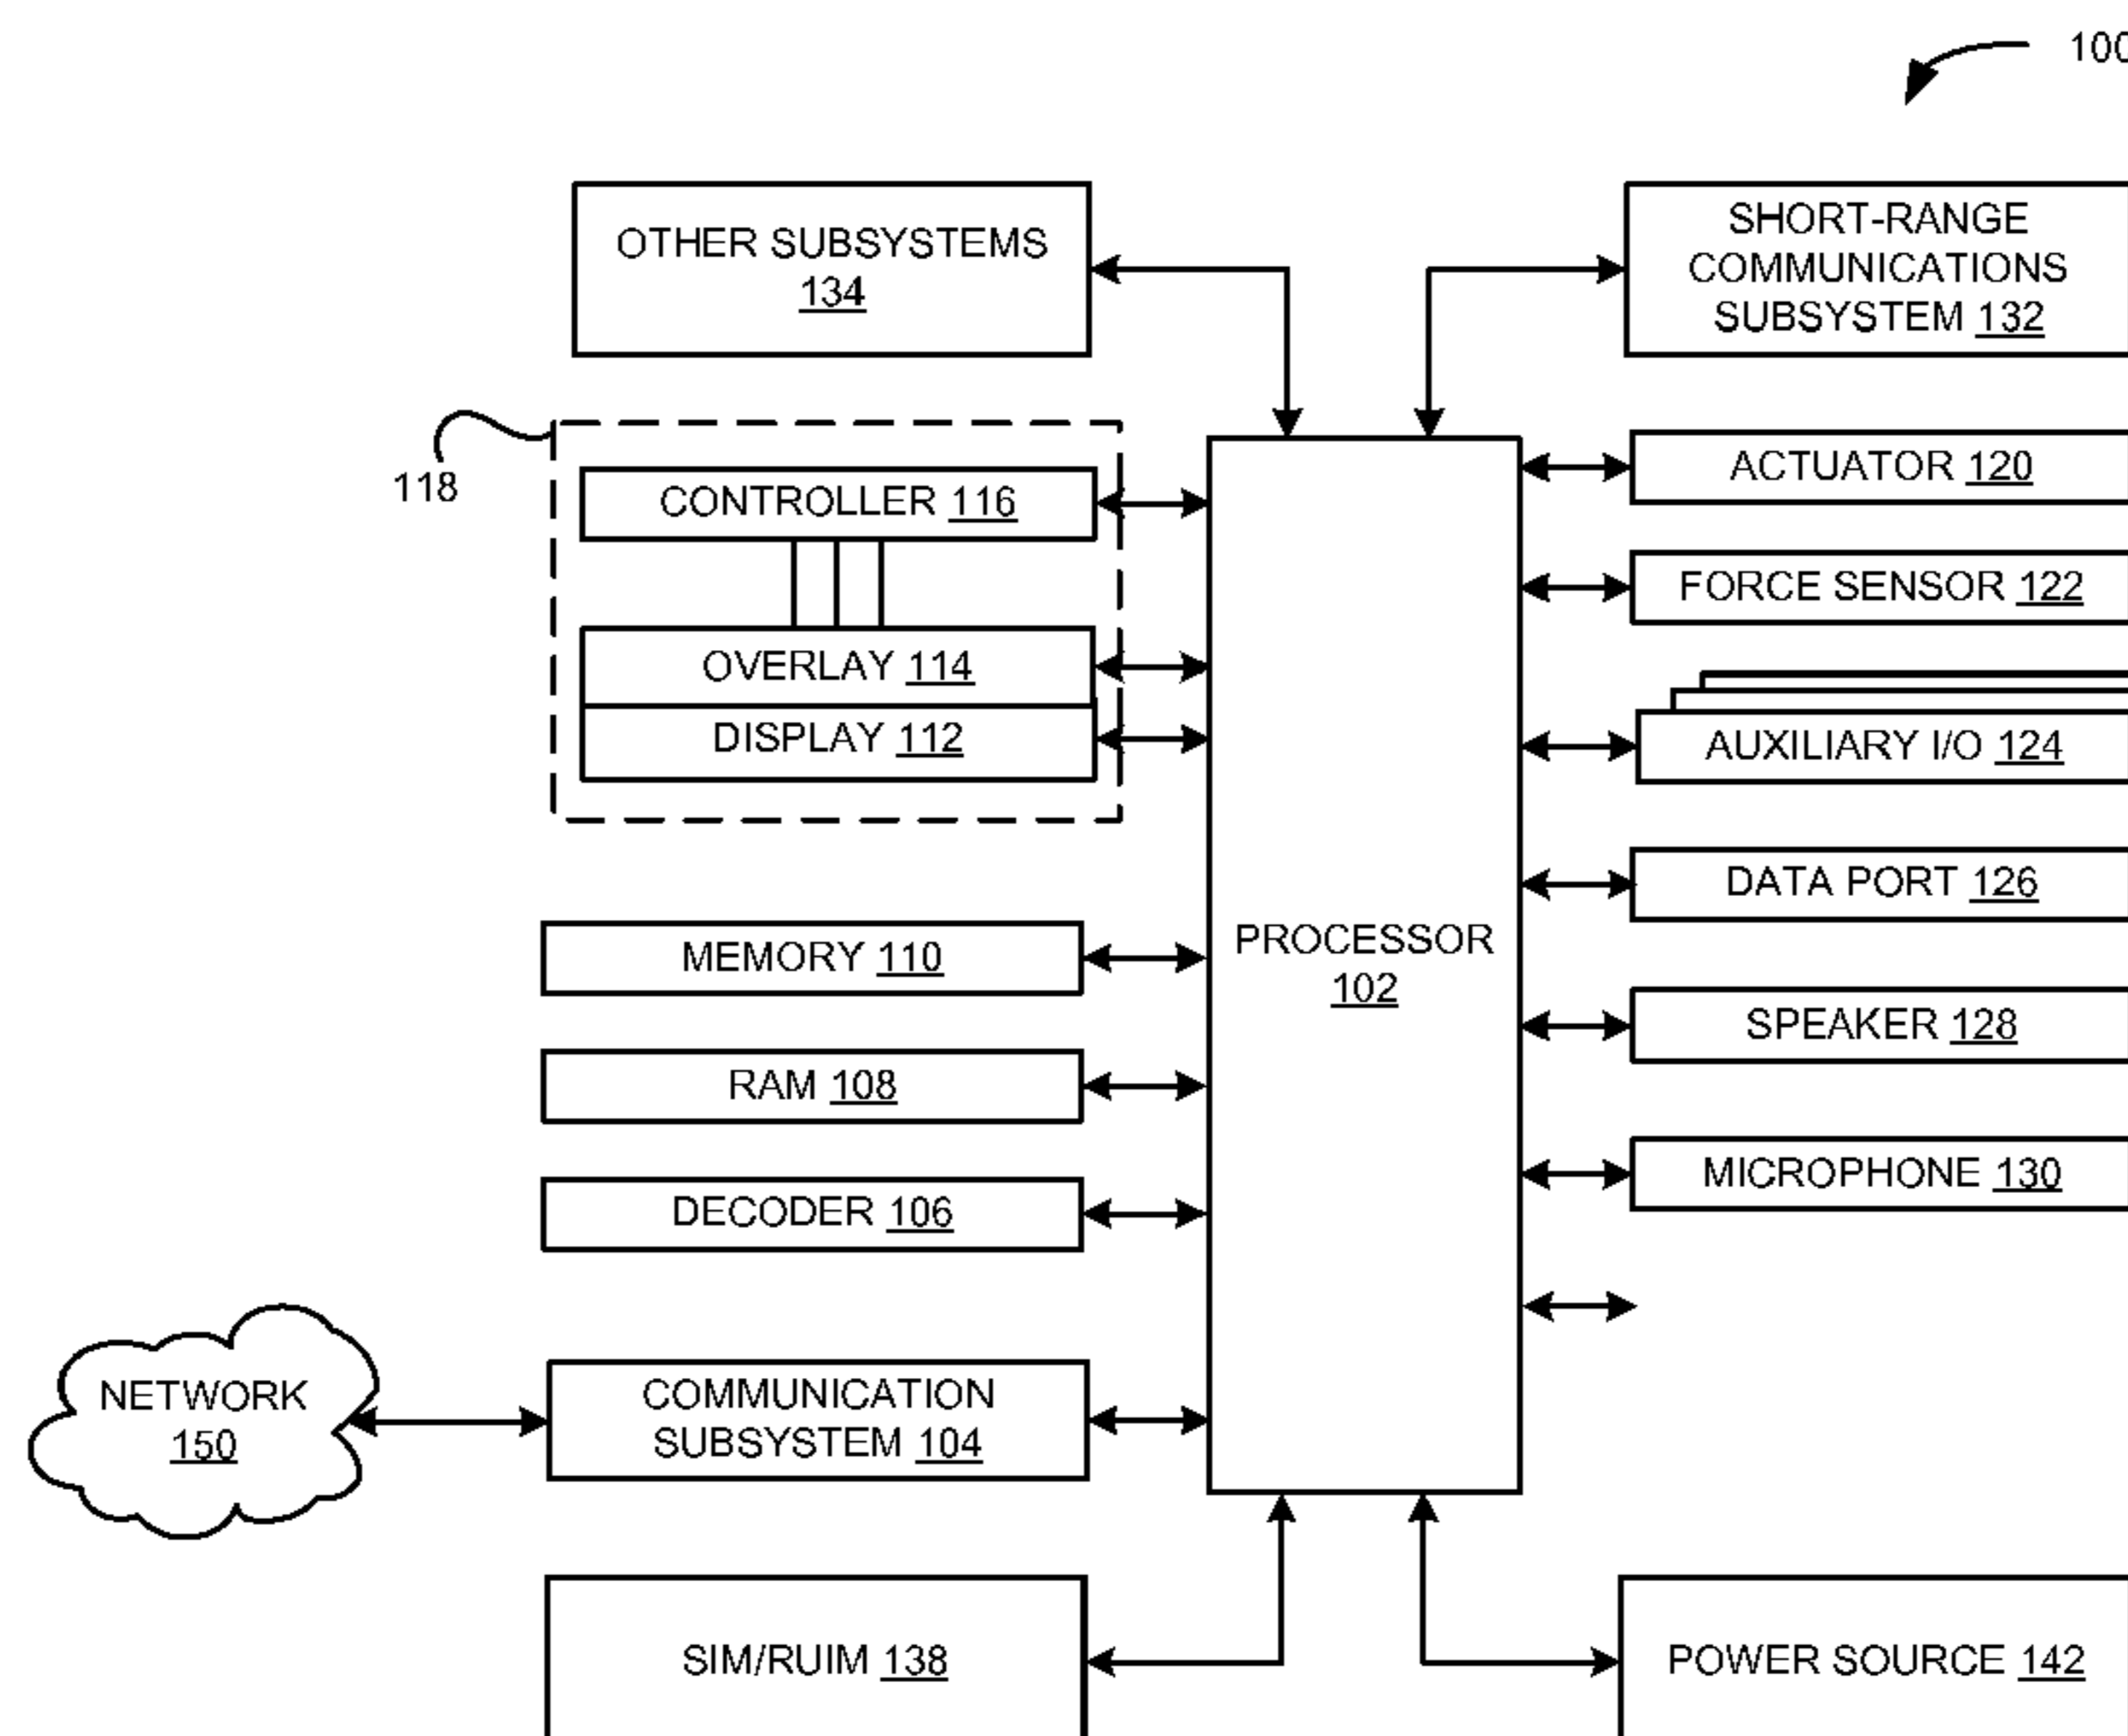 100
OTHER SUBSYSTEMS
134
SHORT-RANGE
COMMUNICATIONS
SUBSYSTEM 132
118
CONTROLLER 116
OVERLAY 114
DISPLAY 112
MEMORY 110
RAM 108
DECODER 106
NETWORK
150
COMMUNICATION
SUBSYSTEM 104
SIM/RUIM 138
PROCESSOR
102
ACTUATOR 120
FORCE SENSOR 122
AUXILIARY I/O 124
DATA PORT 126
SPEAKER 128
MICROPHONE 130
POWER SOURCE 142